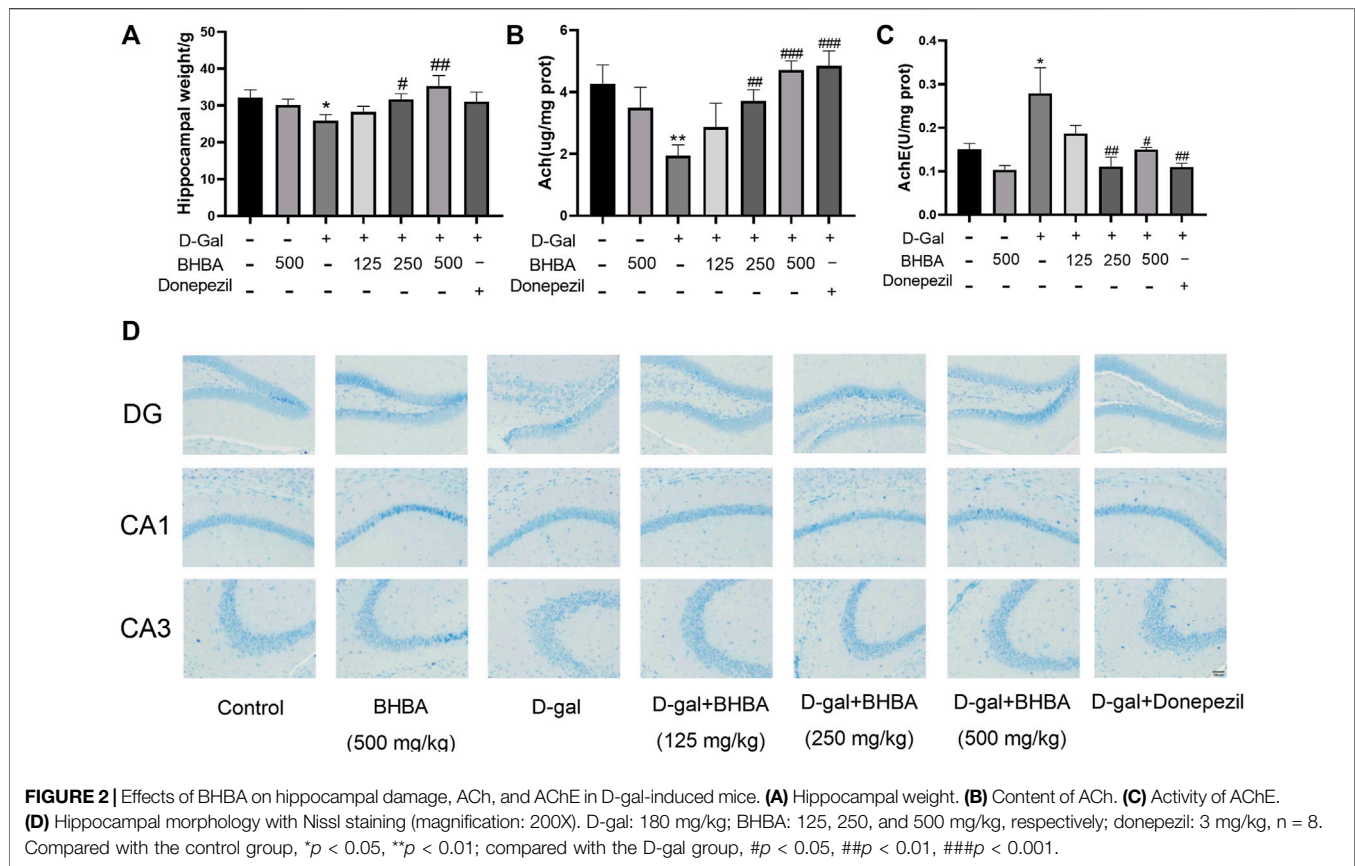 A
Hippocampal weight/g
50
40
30
20
10
0
*
#
##
D-Gal - - + + + + +
BHBA - 500 - 125 250 500 -
Donepezil - - - - - - +
B
Ach(ug/mg prot)
6
4
2
0
**
##
###
###
D-Gal - - + + + + +
BHBA - 500 - 125 250 500 -
Donepezil - - - - - - +
C
AchE(U/mg prot)
0.4
0.3
0.2
0.1
0.0
*
##
#
##
D-Gal - - + + + + +
BHBA - 500 - 125 250 500 -
Donepezil - - - - - - +
D
DG
CA1
CA3
Control
BHBA
(500 mg/kg)
D-gal
D-gal+BHBA
(125 mg/kg)
D-gal+BHBA
(250 mg/kg)
D-gal+BHBA
(500 mg/kg)
D-gal+Donepezil
FIGURE 2 | Effects of BHBA on hippocampal damage, ACh, and AChE in D-gal-induced mice. (A) Hippocampal weight. (B) Content of ACh. (C) Activity of AChE.
(D) Hippocampal morphology with Nissl staining (magnification: 200X). D-gal: 180 mg/kg; BHBA: 125, 250, and 500 mg/kg, respectively; donepezil: 3 mg/kg, n = 8.
Compared with the control group, *p < 0.05, **p < 0.01; compared with the D-gal group, #p < 0.05, ##p < 0.01, ###p < 0.001.